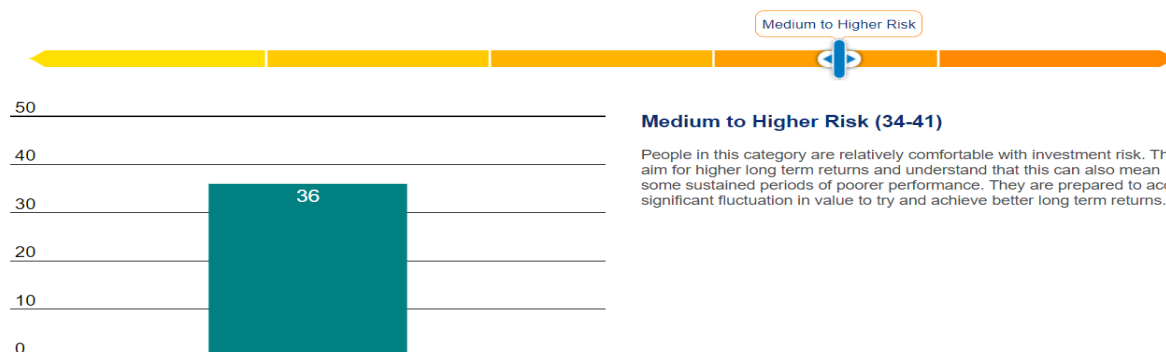 Medium to Higher Risk
50
40
30
20
10
0
36
Medium to Higher Risk (34-41)
People in this category are relatively comfortable with investment risk. Th
aim for higher long term returns and understand that this can also mean
some sustained periods of poorer performance. They are prepared to acc
significant fluctuation in value to try and achieve better long term returns.